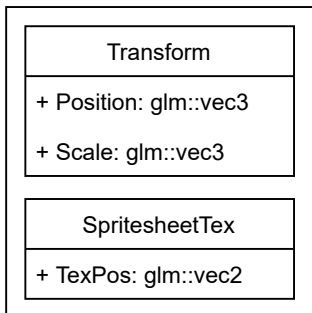 Transform
+ Position: glm::vec3
+ Scale: glm::vec3
SpritesheetTex
+ TexPos: glm::vec2